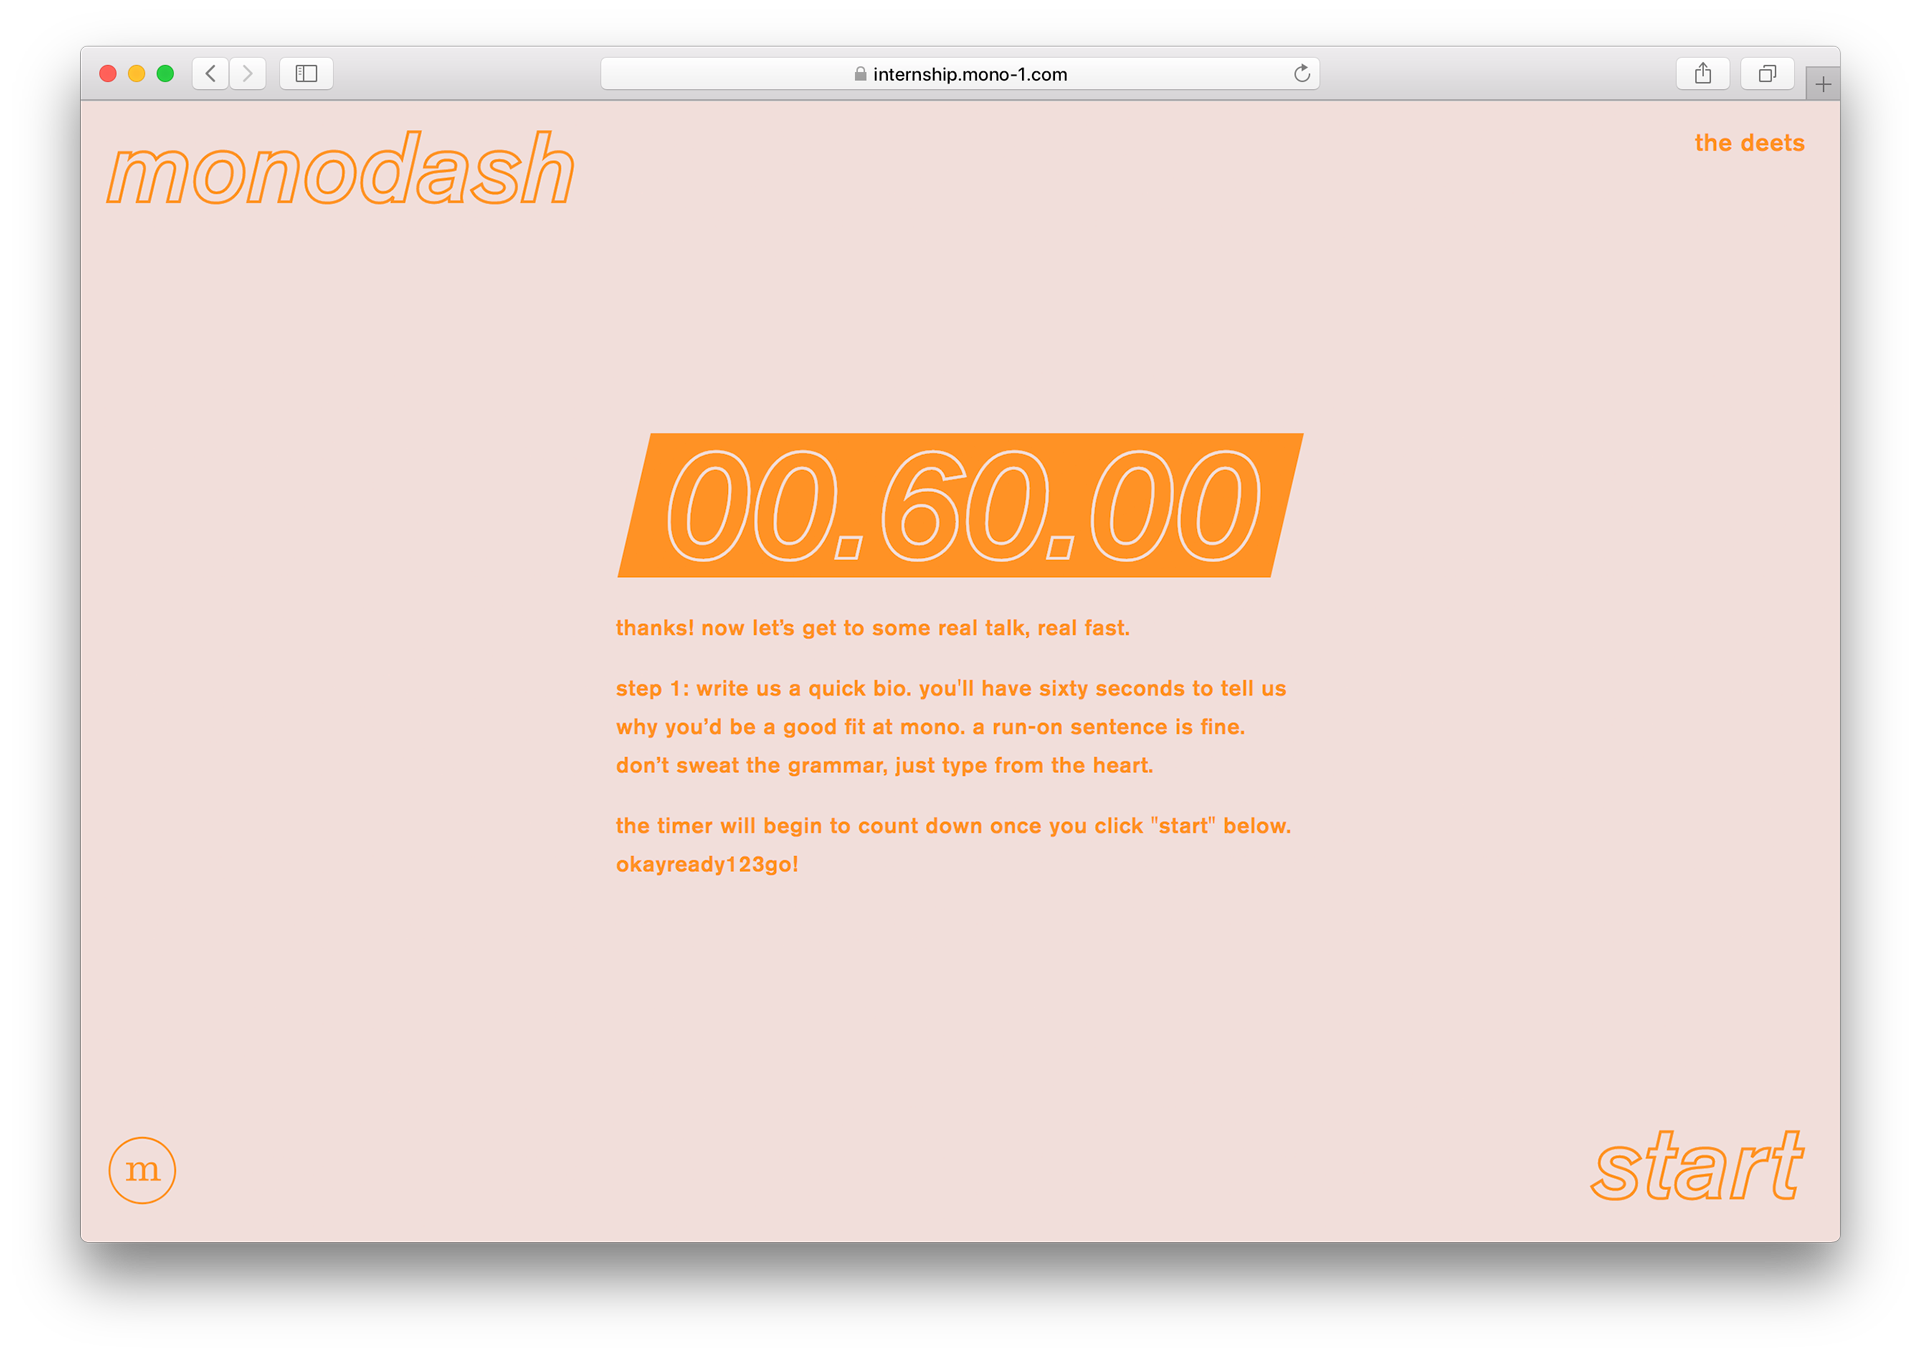 internship.mono-1.com
monodash
the deets
00.60.00
thanks! now let’s get to some real talk, real fast.
step 1: write us a quick bio. you'll have sixty seconds to tell us
why you’d be a good fit at mono. a run-on sentence is fine.
don’t sweat the grammar, just type from the heart.
the timer will begin to count down once you click "start" below.
okayready123go!
m
start